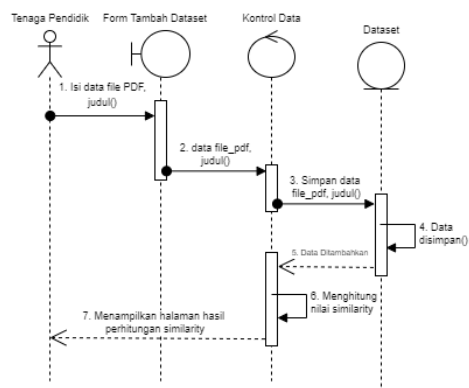 Tenaga Pendidik
Form Tambah Dataset
Kontrol Data
Dataset
1. Isi data file PDF,
judul()
2. data file_pdf,
judul()
3. Simpan data
file_pdf, judul()
4. Data
disimpan()
5. Data Ditambahkan
6. Menghitung
nilai similarity
7. Menampilkan halaman hasil
perhitungan similarity